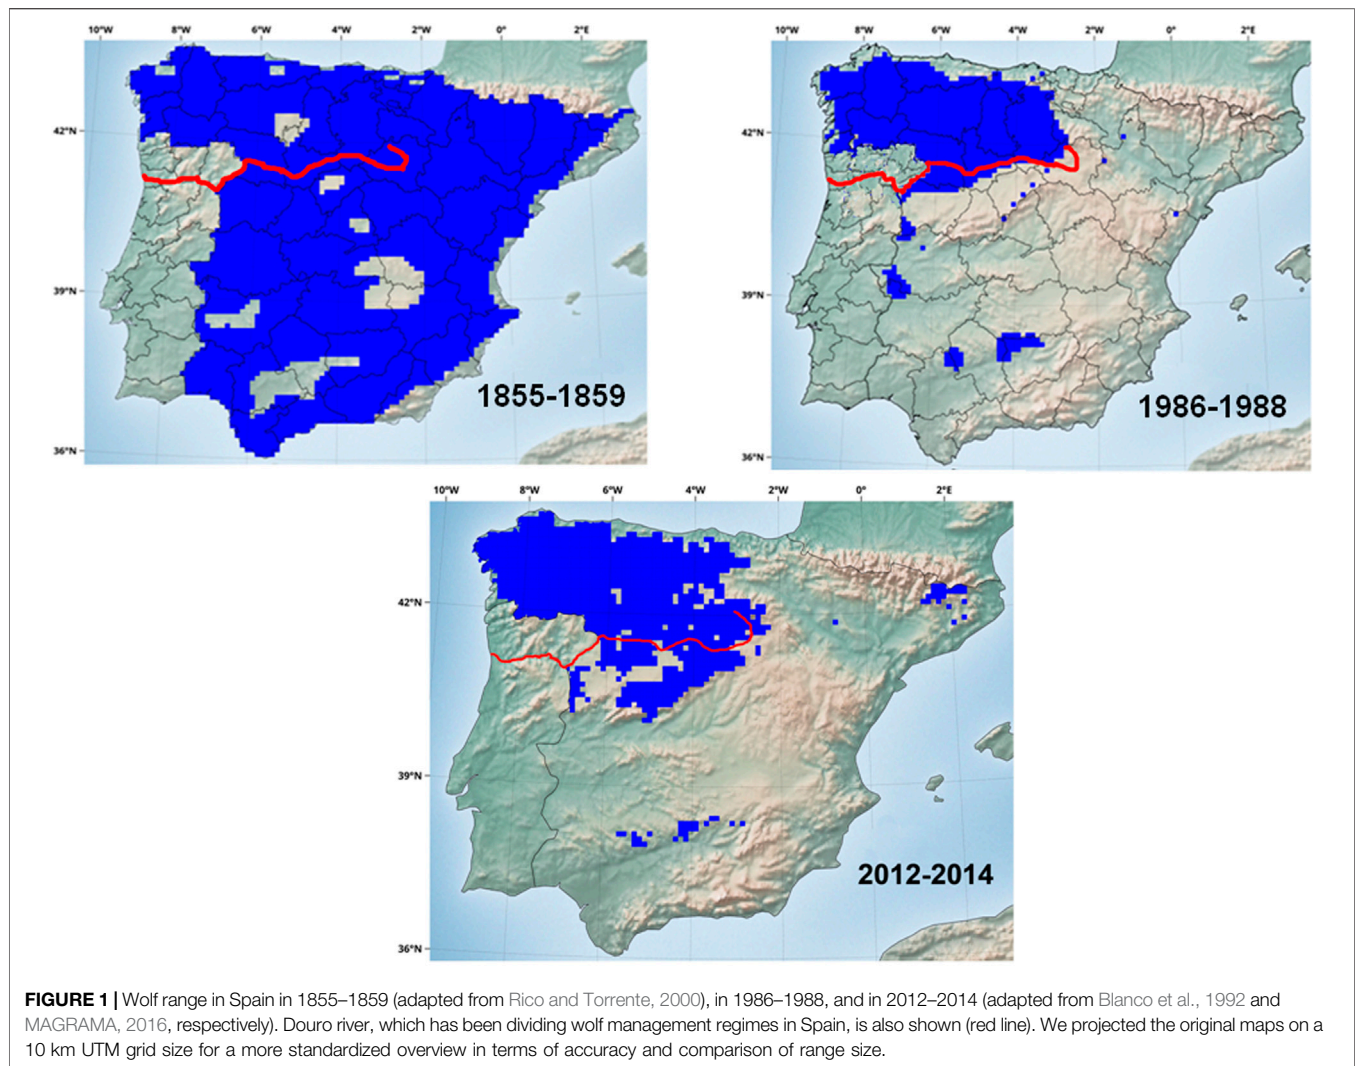 10°W 8°W 6°W 4°W 2°W 0° 2°E
42°N
39°N
36°N
1855-1859
10°W 8°W 6°W 4°W 2°W 0° 2°E
42°N
39°N
36°N
1986-1988
10°W 8°W 6°W 4°W 2°W 0° 2°E
42°N
39°N
36°N
2012-2014
FIGURE 1 | Wolf range in Spain in 1855–1859 (adapted from Rico and Torrente, 2000), in 1986–1988, and in 2012–2014 (adapted from Blanco et al., 1992 and
MAGRAMA, 2016, respectively). Douro river, which has been dividing wolf management regimes in Spain, is also shown (red line). We projected the original maps on a
10 km UTM grid size for a more standardized overview in terms of accuracy and comparison of range size.